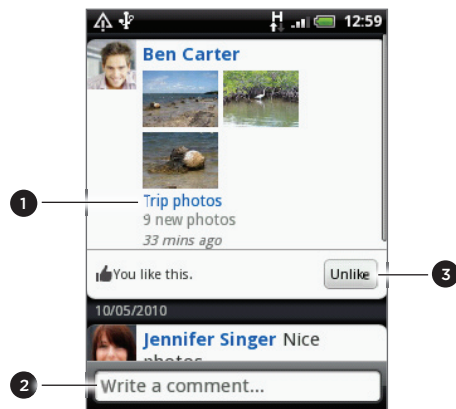 H
12:59
Ben Carter
Trip photos
9 new photos
33 mins ago
You like this.
Unlike
10/05/2010
Jennifer Singer Nice
photos
Write a comment...
1
2
3